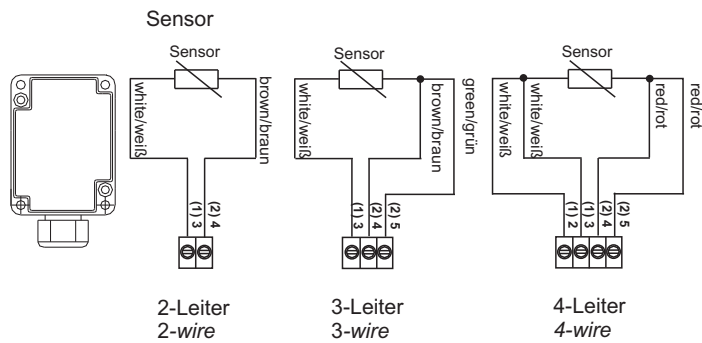 Sensor
Sensor
white/weiß
brown/braun
(1) 3
(2) 4
2-Leiter
2-wire
Sensor
white/weiß
brown/braun
green/grün
(1) 3
(2) 4
(2) 5
3-Leiter
3-wire
Sensor
white/weiß
white/weiß
red/rot
red/rot
(1) 2
(1) 3
(2) 4
(2) 5
4-Leiter
4-wire